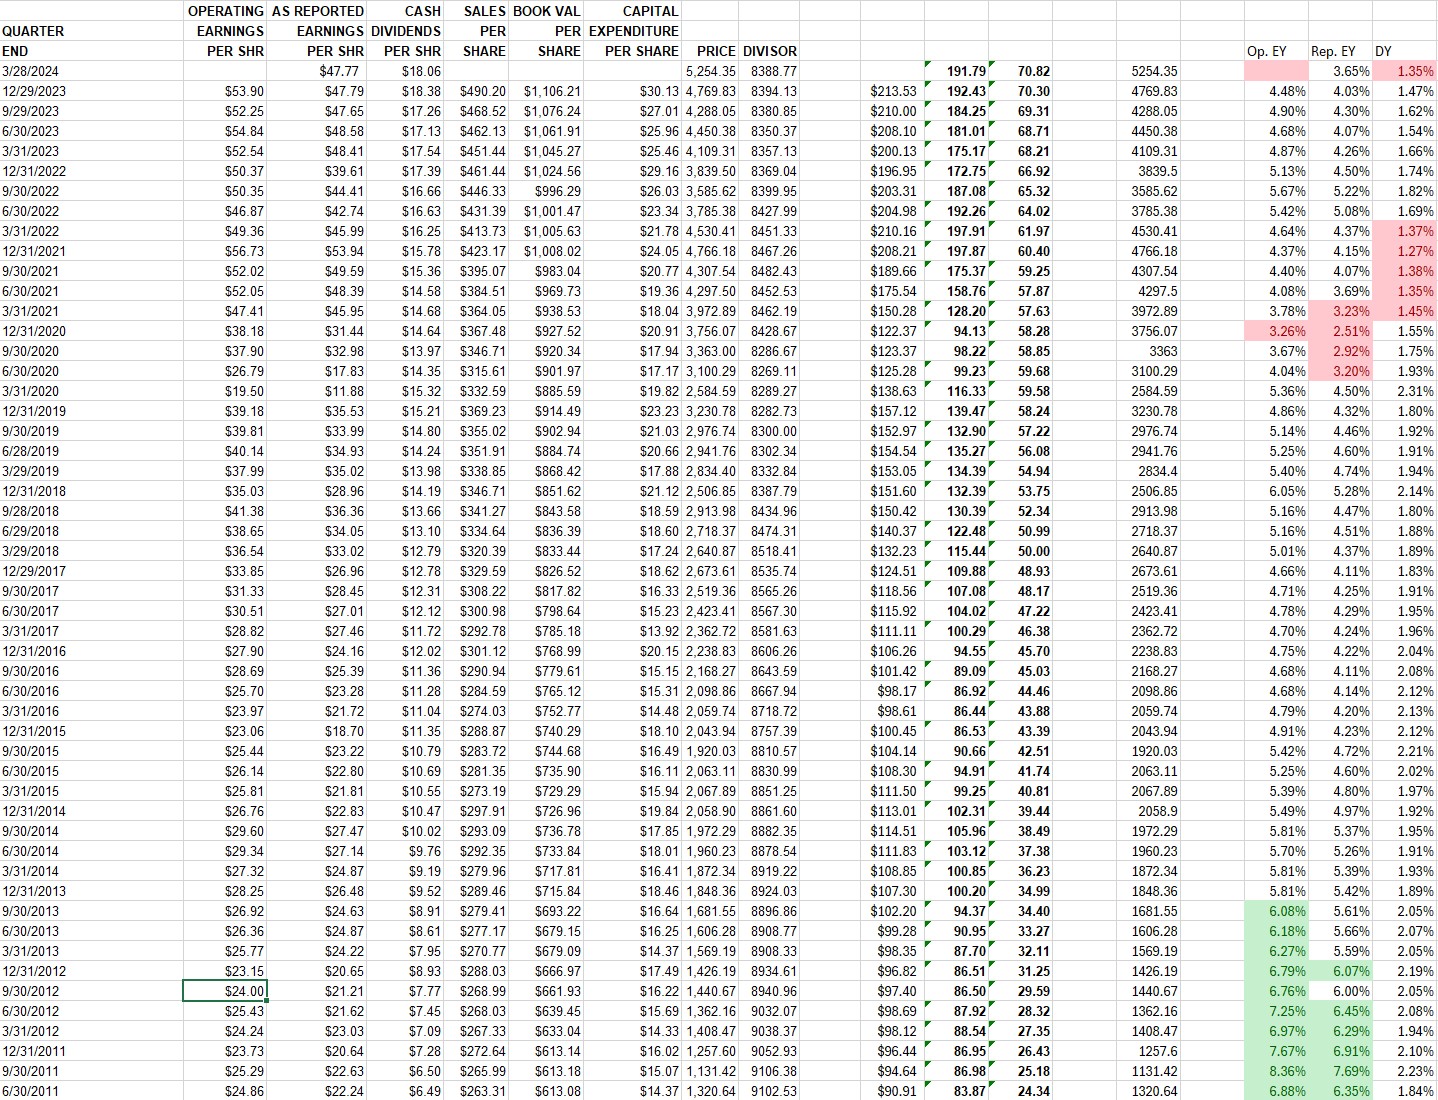 OPERATING AS REPORTED CASH SALES BOOK VAL CAPITAL
QUARTER EARNINGS EARNINGS DIVIDENDS PER PER EXPENDITURE
END PER SHR PER SHR PER SHR SHARE SHARE PER SHARE PRICE DIVISOR Op. EY Rep. EY DY
3/28/2024 $47.77 $18.06 5,254.35 8388.77 191.79 70.82 5254.35 3.65% 1.35%
12/29/2023 $53.90 $47.79 $18.38 $490.20 $1,106.21 $30.13 4,769.83 8394.13 $213.53 192.43 70.30 4769.83 4.48% 4.03% 1.47%
9/29/2023 $52.25 $47.65 $17.26 $468.52 $1,076.24 $27.01 4,288.05 8380.85 $210.00 184.25 69.31 4288.05 4.90% 4.30% 1.62%
6/30/2023 $54.84 $48.58 $17.13 $462.13 $1,061.91 $25.96 4,450.38 8350.37 $208.10 181.01 68.71 4450.38 4.68% 4.07% 1.54%
3/31/2023 $52.54 $48.41 $17.54 $451.44 $1,045.27 $25.46 4,109.31 8357.13 $200.13 175.17 68.21 4109.31 4.87% 4.26% 1.66%
12/31/2022 $50.37 $39.61 $17.39 $461.44 $1,024.56 $29.16 3,839.50 8369.04 $196.95 172.75 66.92 3839.5 5.13% 4.50% 1.74%
9/30/2022 $50.35 $44.41 $16.66 $446.33 $996.29 $26.03 3,585.62 8399.95 $203.31 187.08 65.32 3585.62 5.67% 5.22% 1.82%
6/30/2022 $46.87 $42.74 $16.63 $431.39 $1,001.47 $23.34 3,785.38 8427.99 $204.98 192.26 64.02 3785.38 5.42% 5.08% 1.69%
3/31/2022 $49.36 $45.99 $16.25 $413.73 $1,005.63 $21.78 4,530.41 8451.33 $210.16 197.91 61.97 4530.41 4.64% 4.37% 1.37%
12/31/2021 $56.73 $53.94 $15.78 $423.17 $1,008.02 $24.05 4,766.18 8467.26 $208.21 197.87 60.40 4766.18 4.37% 4.15% 1.27%
9/30/2021 $52.02 $49.59 $15.36 $395.07 $983.04 $20.77 4,307.54 8482.43 $189.66 175.37 59.25 4307.54 4.40% 4.07% 1.38%
6/30/2021 $52.05 $48.39 $14.58 $384.51 $969.73 $19.36 4,297.50 8452.53 $175.54 158.76 57.87 4297.5 4.08% 3.69% 1.35%
3/31/2021 $47.41 $45.95 $14.68 $364.05 $938.53 $18.04 3,972.89 8462.19 $150.28 128.20 57.63 3972.89 3.78% 3.23% 1.45%
12/31/2020 $38.18 $31.44 $14.64 $367.48 $927.52 $20.91 3,756.07 8428.67 $122.37 94.13 58.28 3756.07 3.26% 2.51% 1.55%
9/30/2020 $37.90 $32.98 $13.97 $346.71 $920.34 $17.94 3,363.00 8286.67 $123.37 98.22 58.85 3363 3.67% 2.92% 1.75%
6/30/2020 $26.79 $17.83 $14.35 $315.61 $901.97 $17.17 3,100.29 8269.11 $125.28 99.23 59.68 3100.29 4.04% 3.20% 1.93%
3/31/2020 $19.50 $11.88 $15.32 $332.59 $885.59 $19.82 2,584.59 8289.27 $138.63 116.33 59.58 2584.59 5.36% 4.50% 2.31%
12/31/2019 $39.18 $35.53 $15.21 $369.23 $914.49 $23.23 3,230.78 8282.73 $157.12 139.47 58.24 3230.78 4.86% 4.32% 1.80%
9/30/2019 $39.81 $33.99 $14.80 $355.02 $902.94 $21.03 2,976.74 8300.00 $152.97 132.90 57.22 2976.74 5.14% 4.46% 1.92%
6/28/2019 $40.14 $34.93 $14.24 $351.91 $884.74 $20.66 2,941.76 8302.34 $154.54 135.27 56.08 2941.76 5.25% 4.60% 1.91%
3/29/2019 $37.99 $35.02 $13.98 $338.85 $868.42 $17.88 2,834.40 8332.84 $153.05 134.39 54.94 2834.4 5.40% 4.74% 1.94%
12/31/2018 $35.03 $28.96 $14.19 $346.71 $851.62 $21.12 2,506.85 8387.79 $151.60 132.39 53.75 2506.85 6.05% 5.28% 2.14%
9/28/2018 $41.38 $36.36 $13.66 $341.27 $843.58 $18.59 2,913.98 8434.96 $150.42 130.39 52.34 2913.98 5.16% 4.47% 1.80%
6/29/2018 $38.65 $34.05 $13.10 $334.64 $836.39 $18.60 2,718.37 8474.31 $140.37 122.48 50.99 2718.37 5.16% 4.51% 1.88%
3/29/2018 $36.54 $33.02 $12.79 $320.39 $833.44 $17.24 2,640.87 8518.41 $132.23 115.44 50.00 2640.87 5.01% 4.37% 1.89%
12/29/2017 $33.85 $26.96 $12.78 $329.59 $826.52 $18.62 2,673.61 8535.74 $124.51 109.88 48.93 2673.61 4.66% 4.11% 1.83%
9/30/2017 $31.33 $28.45 $12.31 $308.22 $817.82 $16.33 2,519.36 8565.26 $118.56 107.08 48.17 2519.36 4.71% 4.25% 1.91%
6/30/2017 $30.51 $27.01 $12.12 $300.98 $798.64 $15.23 2,423.41 8567.30 $115.92 104.02 47.22 2423.41 4.78% 4.29% 1.95%
3/31/2017 $28.82 $27.46 $11.72 $292.78 $785.18 $13.92 2,362.72 8581.63 $111.11 100.29 46.38 2362.72 4.70% 4.24% 1.96%
12/31/2016 $27.90 $24.16 $12.02 $301.12 $768.99 $20.15 2,238.83 8606.26 $106.26 94.55 45.70 2238.83 4.75% 4.22% 2.04%
9/30/2016 $28.69 $25.39 $11.36 $290.94 $779.61 $15.15 2,168.27 8643.59 $101.42 89.09 45.03 2168.27 4.68% 4.11% 2.08%
6/30/2016 $25.70 $23.28 $11.28 $284.59 $765.12 $15.31 2,098.86 8667.94 $98.17 86.92 44.46 2098.86 4.68% 4.14% 2.12%
3/31/2016 $23.97 $21.72 $11.04 $274.03 $752.77 $14.48 2,059.74 8718.72 $98.61 86.44 43.88 2059.74 4.79% 4.20% 2.13%
12/31/2015 $23.06 $18.70 $11.35 $288.87 $740.29 $18.10 2,043.94 8757.39 $100.45 86.53 43.39 2043.94 4.91% 4.23% 2.12%
9/30/2015 $25.44 $23.22 $10.79 $283.72 $744.68 $16.49 1,920.03 8810.57 $104.14 90.66 42.51 1920.03 5.42% 4.72% 2.21%
6/30/2015 $26.14 $22.80 $10.69 $281.35 $735.90 $16.11 2,063.11 8830.99 $108.30 94.91 41.74 2063.11 5.25% 4.60% 2.02%
3/31/2015 $25.81 $21.81 $10.55 $273.19 $729.29 $15.94 2,067.89 8851.25 $111.50 99.25 40.81 2067.89 5.39% 4.80% 1.97%
12/31/2014 $26.76 $22.83 $10.47 $297.91 $726.96 $19.84 2,058.90 8861.60 $113.01 102.31 39.44 2058.9 5.49% 4.97% 1.92%
9/30/2014 $29.60 $27.47 $10.02 $293.09 $736.78 $17.85 1,972.29 8882.35 $114.51 105.96 38.49 1972.29 5.81% 5.37% 1.95%
6/30/2014 $29.34 $27.14 $9.76 $292.35 $733.84 $18.01 1,960.23 8878.54 $111.83 103.12 37.38 1960.23 5.70% 5.26% 1.91%
3/31/2014 $27.32 $24.87 $9.19 $279.96 $717.81 $16.41 1,872.34 8919.22 $108.85 100.85 36.23 1872.34 5.81% 5.39% 1.93%
12/31/2013 $28.25 $26.48 $9.52 $289.46 $715.84 $18.46 1,848.36 8924.03 $107.30 100.20 34.99 1848.36 5.81% 5.42% 1.89%
9/30/2013 $26.92 $24.63 $8.91 $279.41 $693.22 $16.64 1,681.55 8896.86 $102.20 94.37 34.40 1681.55 6.08% 5.61% 2.05%
6/30/2013 $26.36 $24.87 $8.61 $277.17 $679.15 $16.25 1,606.28 8908.77 $99.28 90.95 33.27 1606.28 6.18% 5.66% 2.07%
3/31/2013 $25.77 $24.22 $7.95 $270.77 $679.09 $14.37 1,569.19 8908.33 $98.35 87.70 32.11 1569.19 6.27% 5.59% 2.05%
12/31/2012 $23.15 $20.65 $8.93 $288.03 $666.97 $17.49 1,426.19 8934.61 $96.82 86.51 31.25 1426.19 6.79% 6.07% 2.19%
9/30/2012 $24.00 $21.21 $7.77 $268.99 $661.93 $16.22 1,440.67 8940.96 $97.40 86.50 29.59 1440.67 6.76% 6.00% 2.05%
6/30/2012 $25.43 $21.62 $7.45 $268.03 $639.45 $15.69 1,362.16 9032.07 $98.69 87.92 28.32 1362.16 7.25% 6.45% 2.08%
3/31/2012 $24.24 $23.03 $7.09 $267.33 $633.04 $14.33 1,408.47 9038.37 $98.12 88.54 27.35 1408.47 6.97% 6.29% 1.94%
12/31/2011 $23.73 $20.64 $7.28 $272.64 $613.14 $16.02 1,257.60 9052.93 $96.44 86.95 26.43 1257.6 7.67% 6.91% 2.10%
9/30/2011 $25.29 $22.63 $6.50 $265.99 $613.18 $15.07 1,131.42 9106.38 $94.64 86.98 25.18 1131.42 8.36% 7.69% 2.23%
6/30/2011 $24.86 $22.24 $6.49 $263.31 $613.08 $14.37 1,320.64 9102.53 $90.91 83.87 24.34 1320.64 6.88% 6.35% 1.84%